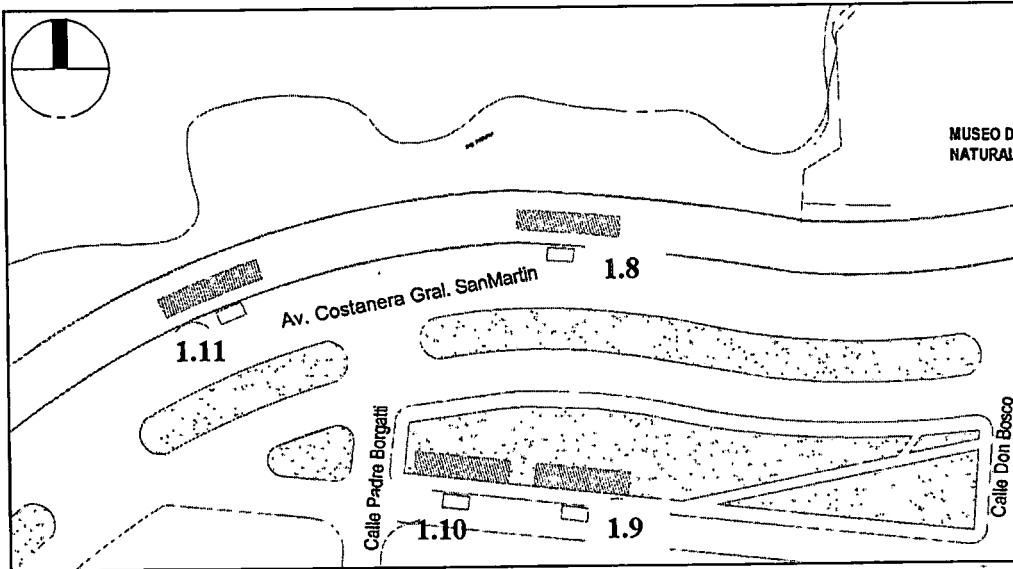 MUSEO D
NATURAL
1.8
Av. Costanera Gral. SanMartin
1.11
Calle Padre Borgatti
Calle Don Bosco
1.10
1.9